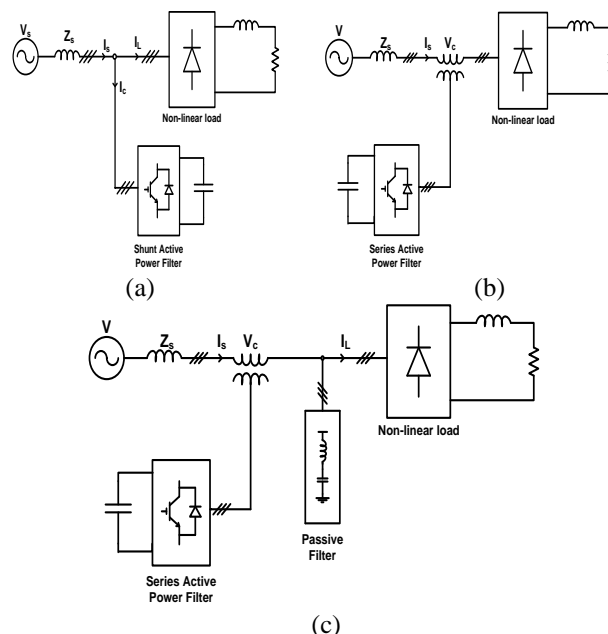 Vs
Zs
Is
IL
Ic
Non-linear load
Shunt Active
Power Filter
(a)
V
Zs
Is
Vc
Non-linear load
Series Active
Power Filter
(b)
V
Zs
Is
Vc
IL
Non-linear load
Series Active
Power Filter
Passive
Filter
(c)